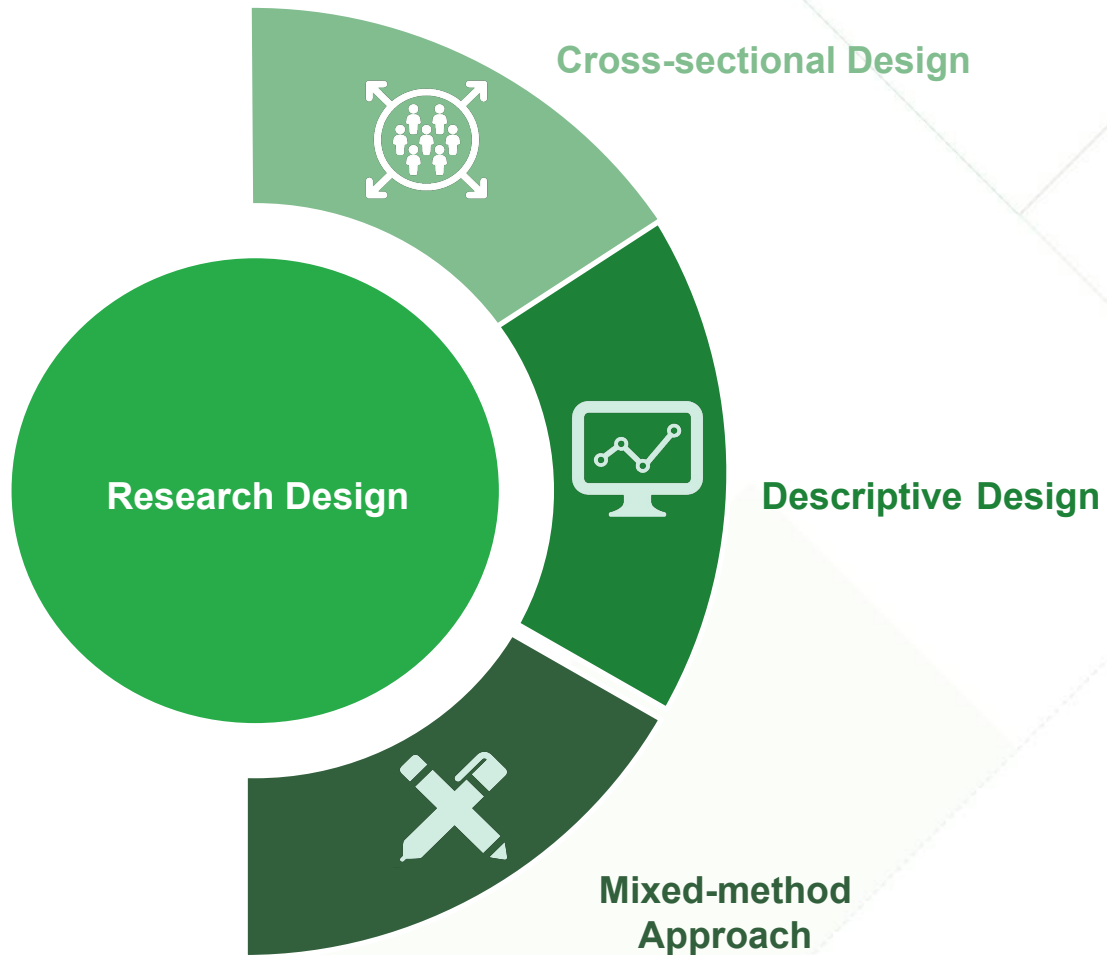 Cross-sectional Design
Research Design
Descriptive Design
Mixed-method
Approach